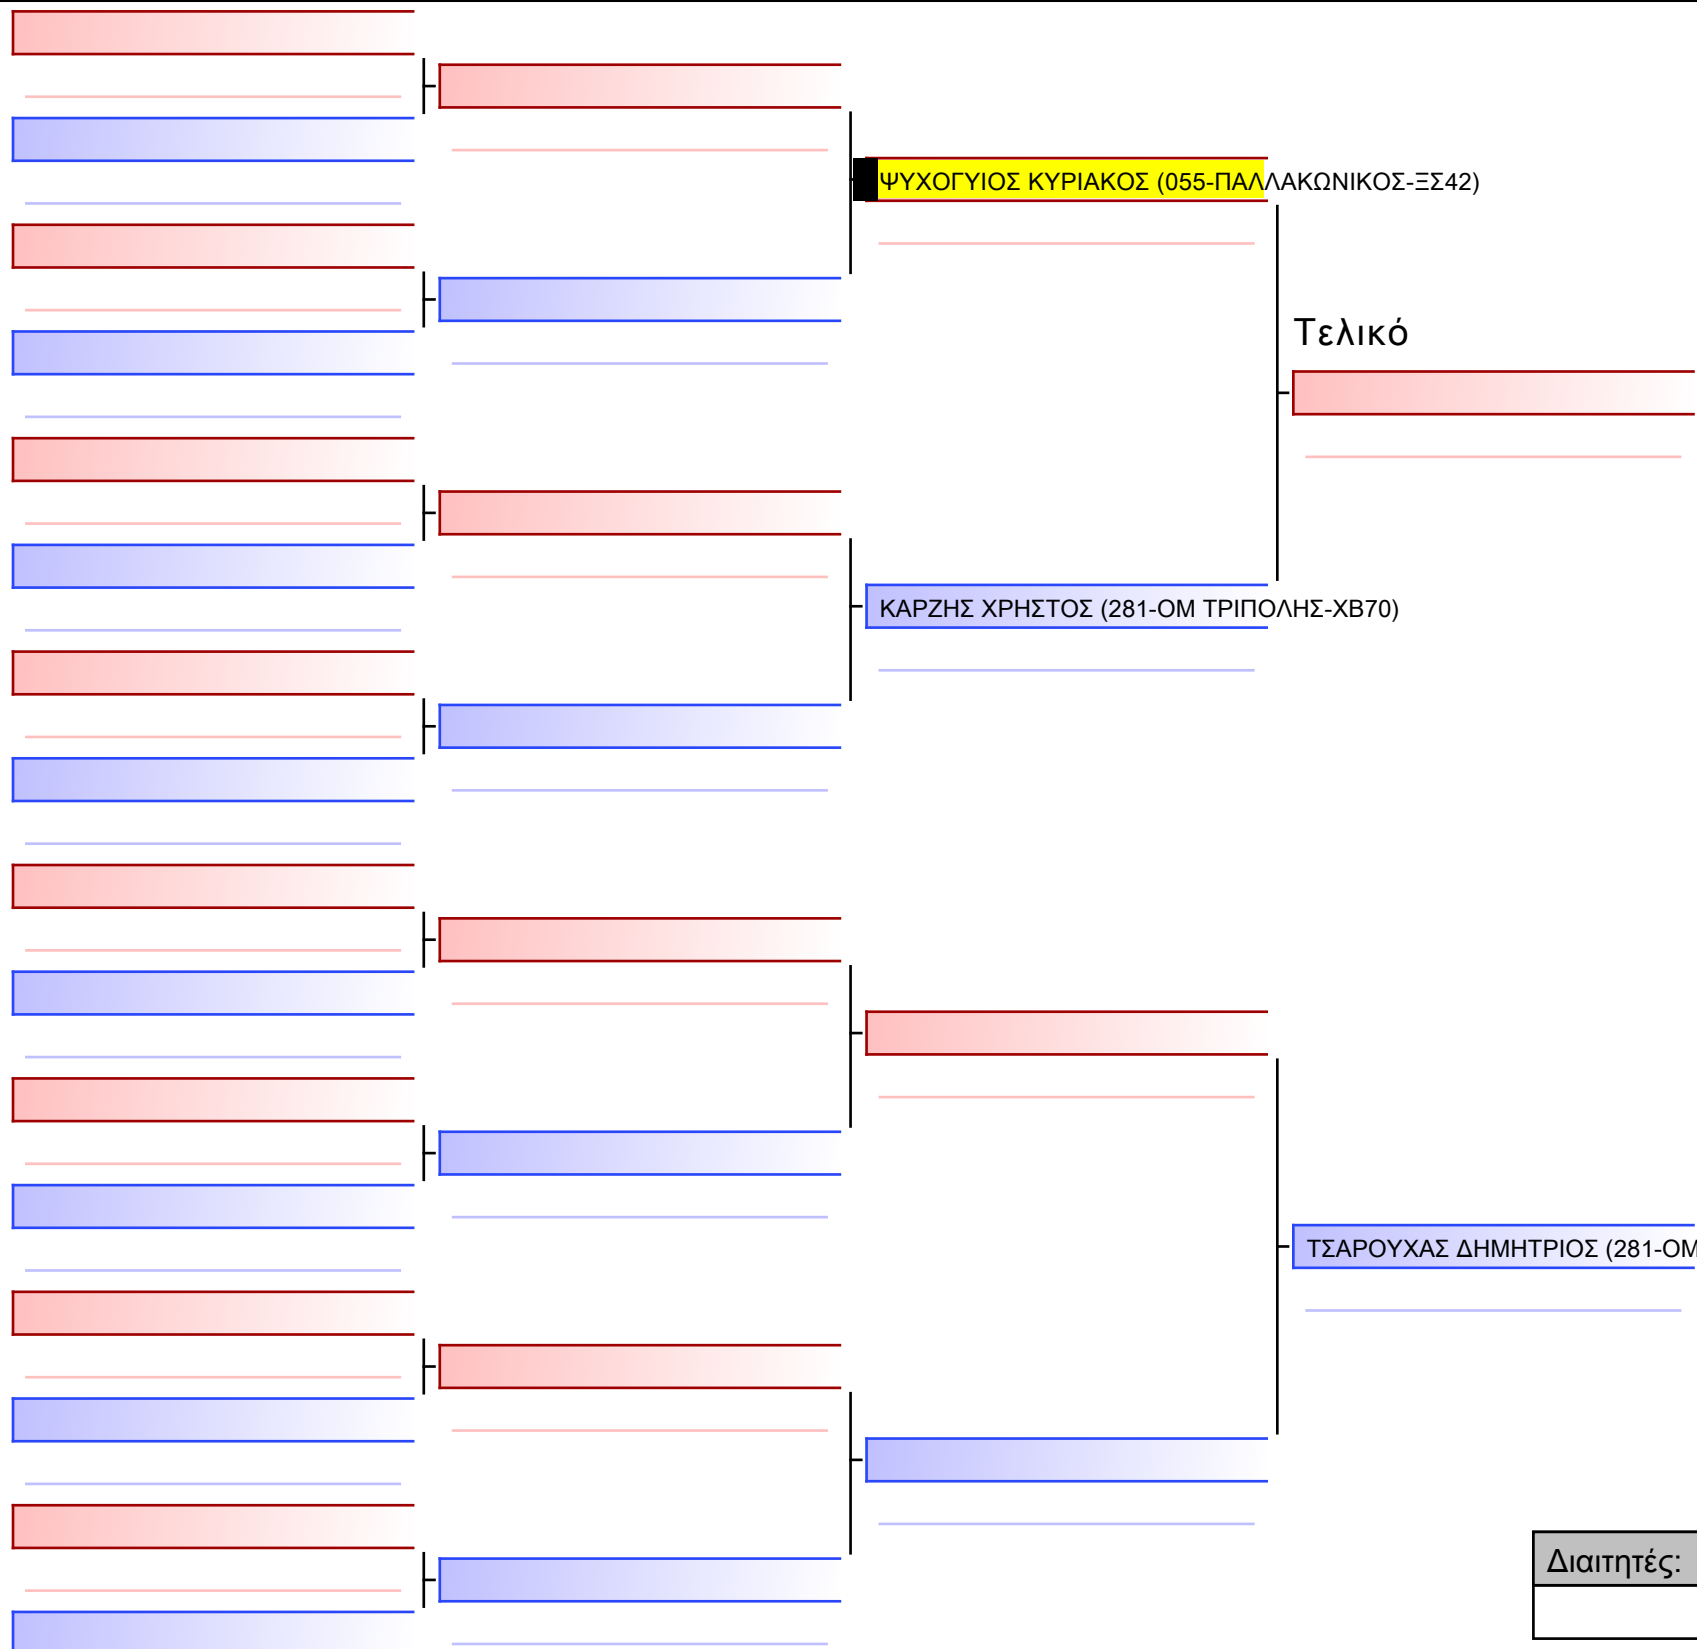 ΨΥΧΟΓΥΙΟΣ ΚΥΡΙΑΚΟΣ (055-ΠΑΛΛΑΚΩΝΙΚΟΣ-ΞΣ42)
Τελικό
ΚΑΡΖΗΣ ΧΡΗΣΤΟΣ (281-ΟΜ ΤΡΙΠΟΛΗΣ-ΧΒ70)
ΤΣΑΡΟΥΧΑΣ ΔΗΜΗΤΡΙΟΣ (281-ΟΜ
Διαιτητές: